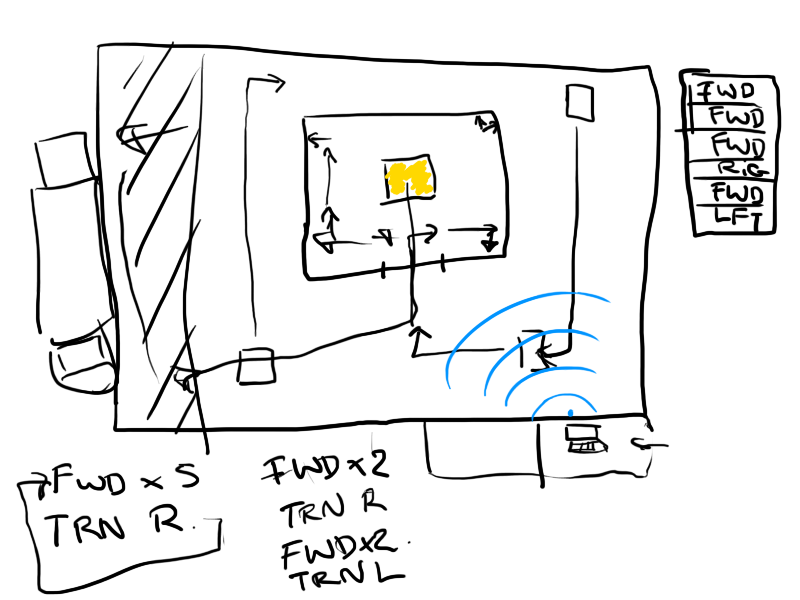 FWD
FWD
FWD
RIG
FWD
LFT
FWD x 5
TRN R.
FWD x 2
TRN R
FWD x 2.
TRN L